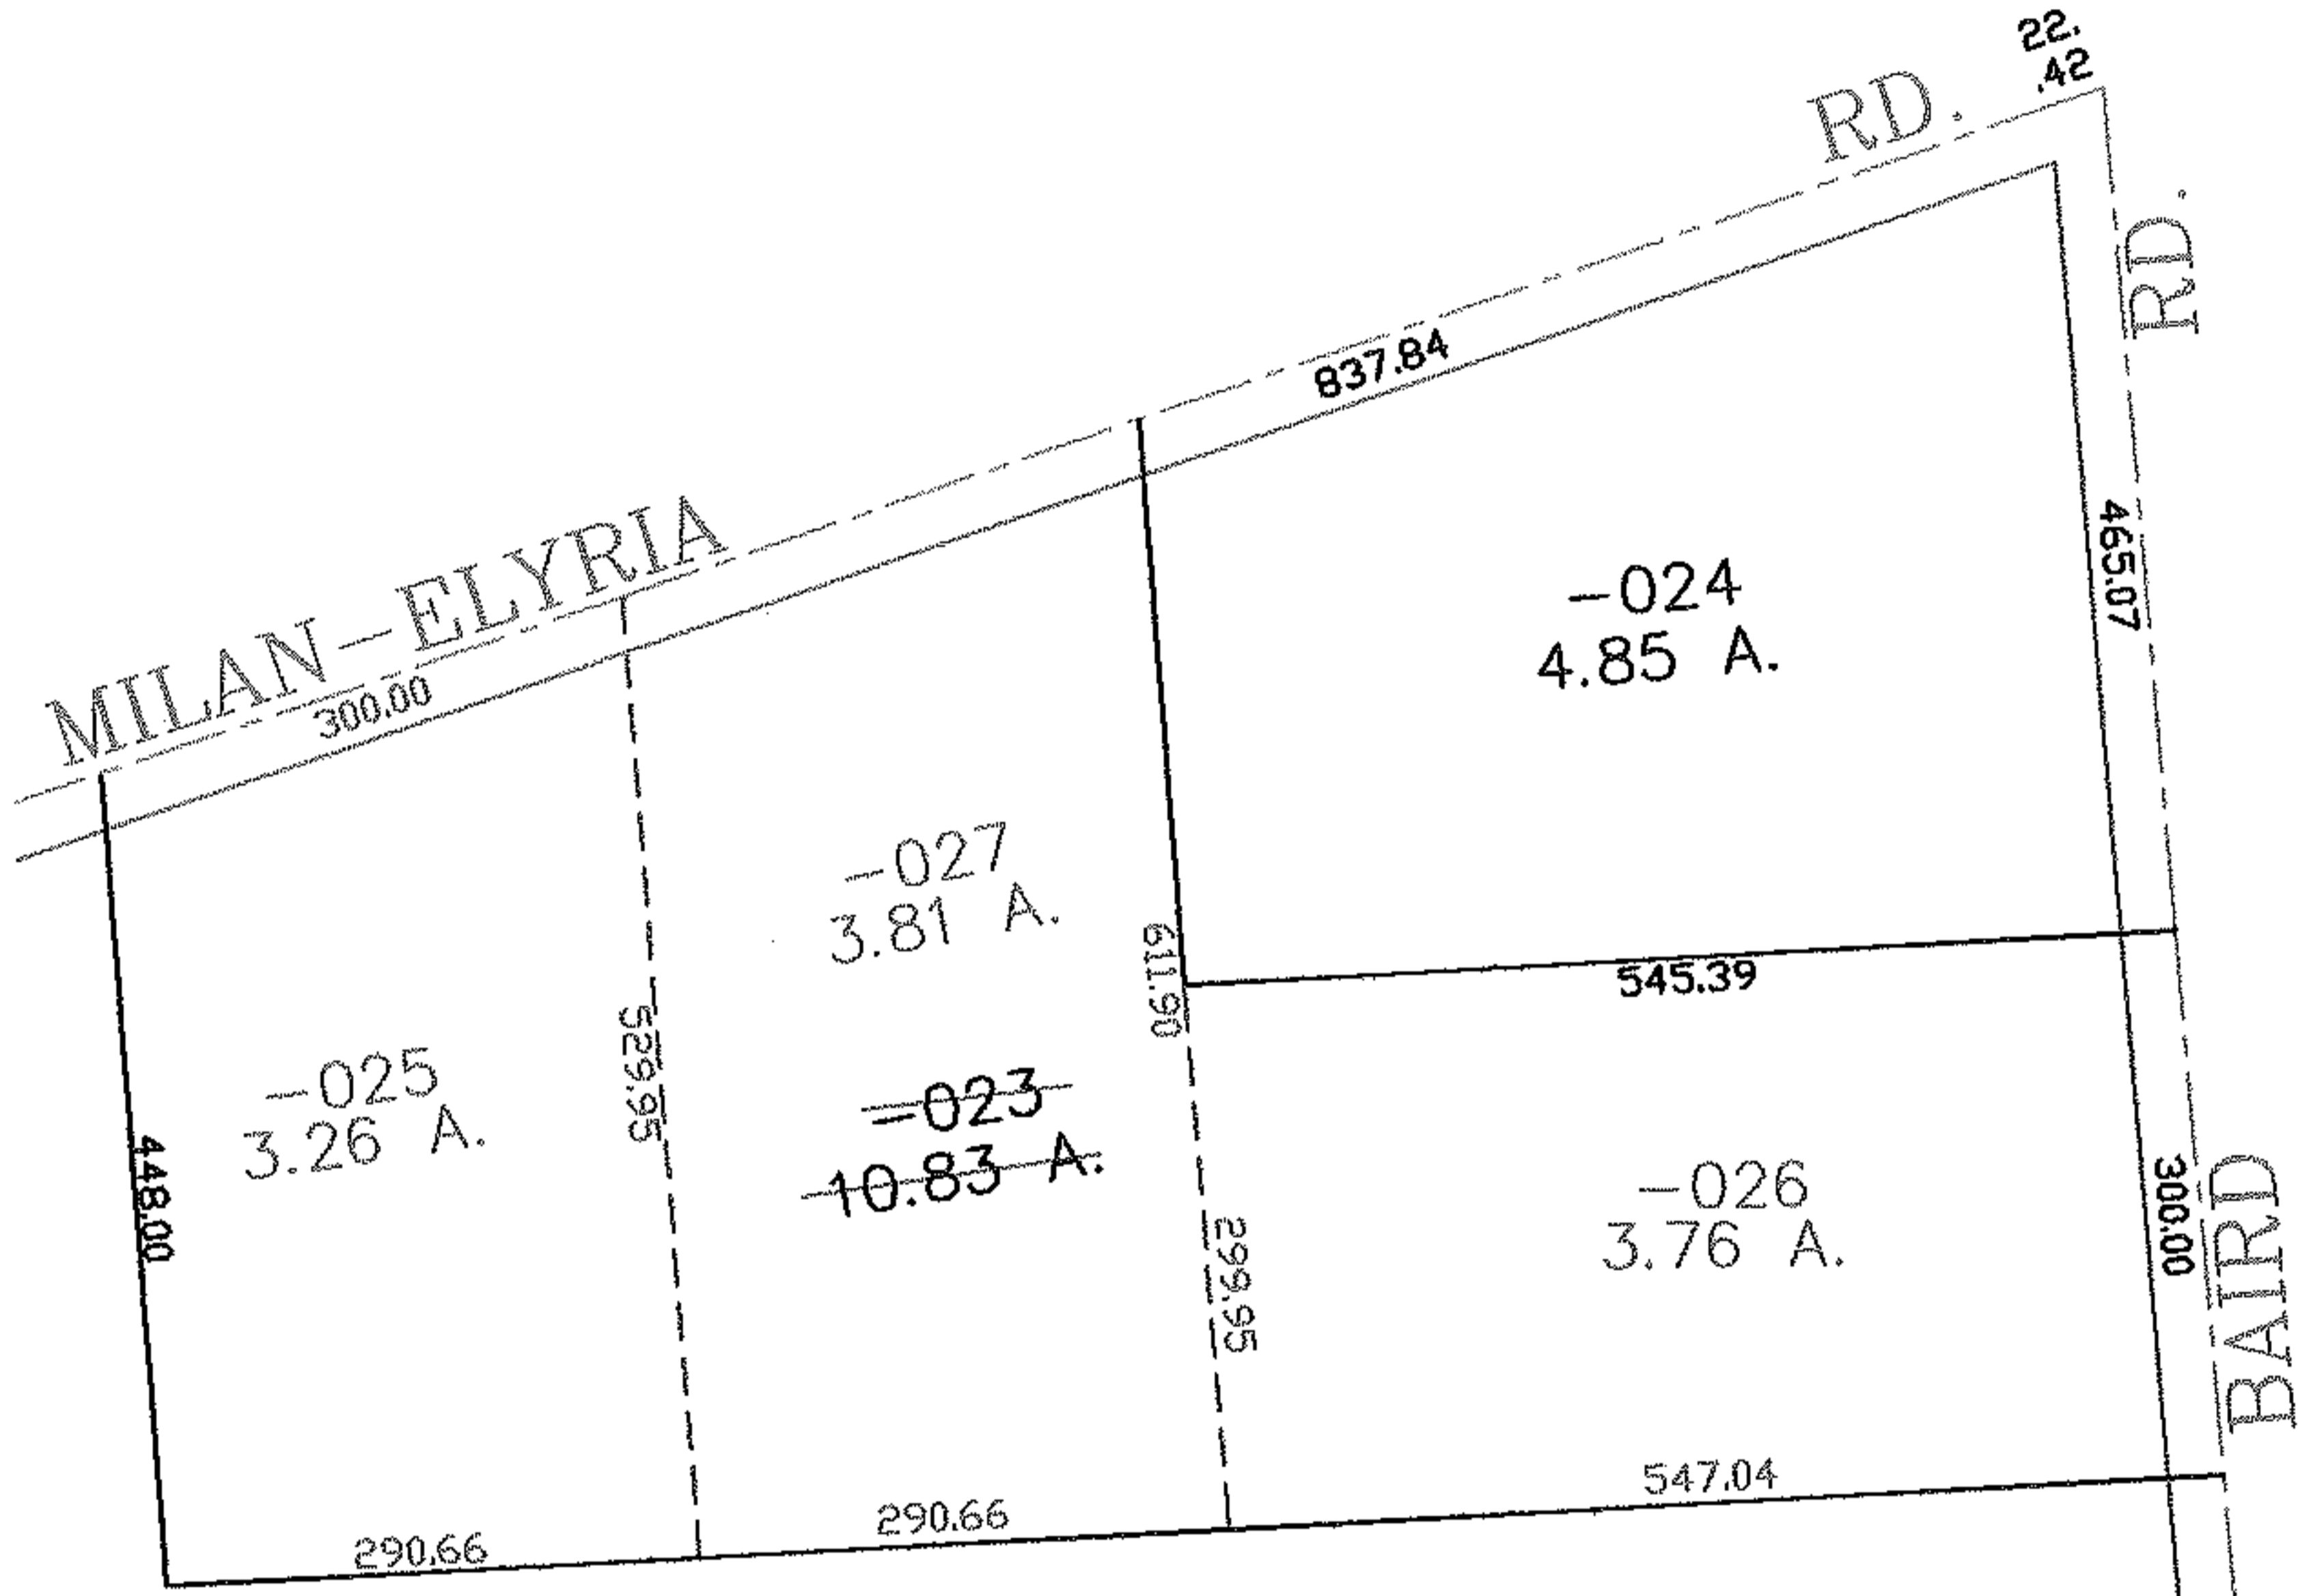 22.
.42
RD.
RD.
837.84
MILAN-ELYRIA
300.00
465.07
-024
4.85 A.
-027
3.81 A.
611.90
545.39
529.95
-025
3.26 A.
-023
10.83 A.
448.00
-026
3.76 A.
300.00
299.95
BAIRD
547.04
290.66
290.66